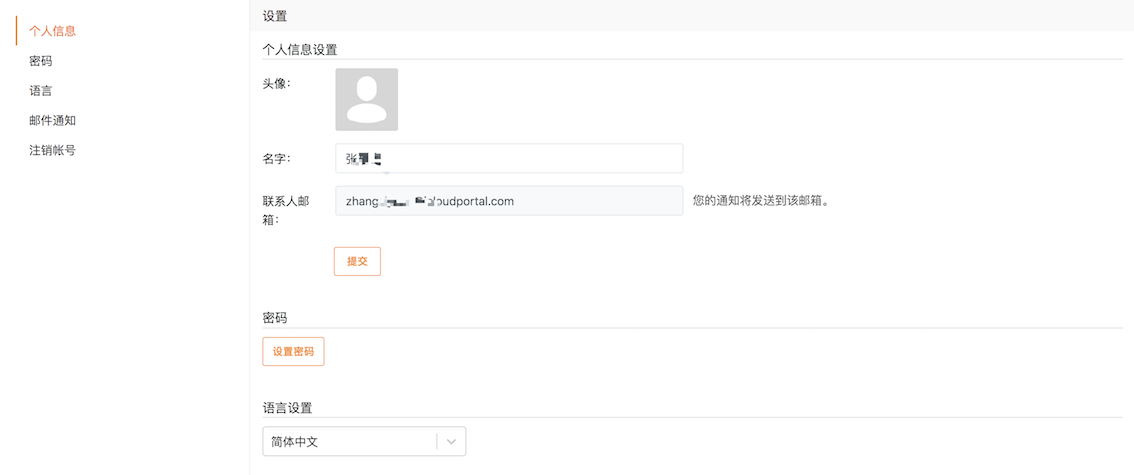 个人信息
密码
语言
邮件通知
注销帐号
设置
个人信息设置
头像：
名字：
张
联系人邮
箱：
zhang oudportal.com
您的通知将发送到该邮箱。
提交
密码
设置密码
语言设置
简体中文